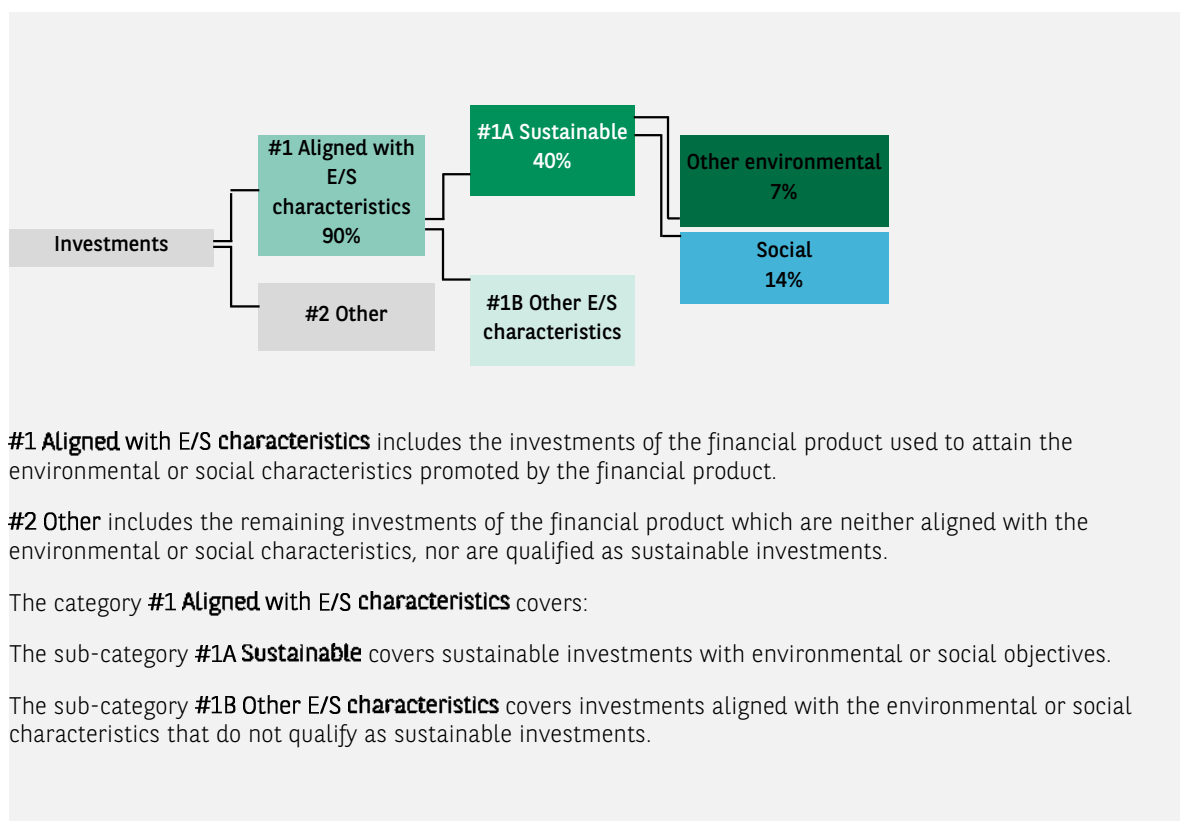 #1A Sustainable
40%
#1 Aligned with
E/S
characteristics
90%
Other environmental
7%
Investments
Social
14%
#2 Other
#1B Other E/S
characteristics
#1 Aligned with E/S characteristics includes the investments of the financial product used to attain the
environmental or social characteristics promoted by the financial product.
#2 Other includes the remaining investments of the financial product which are neither aligned with the
environmental or social characteristics, nor are qualified as sustainable investments.
The category #1 Aligned with E/S characteristics covers:
The sub-category #1A Sustainable covers sustainable investments with environmental or social objectives.
The sub-category #1B Other E/S characteristics covers investments aligned with the environmental or social
characteristics that do not qualify as sustainable investments.